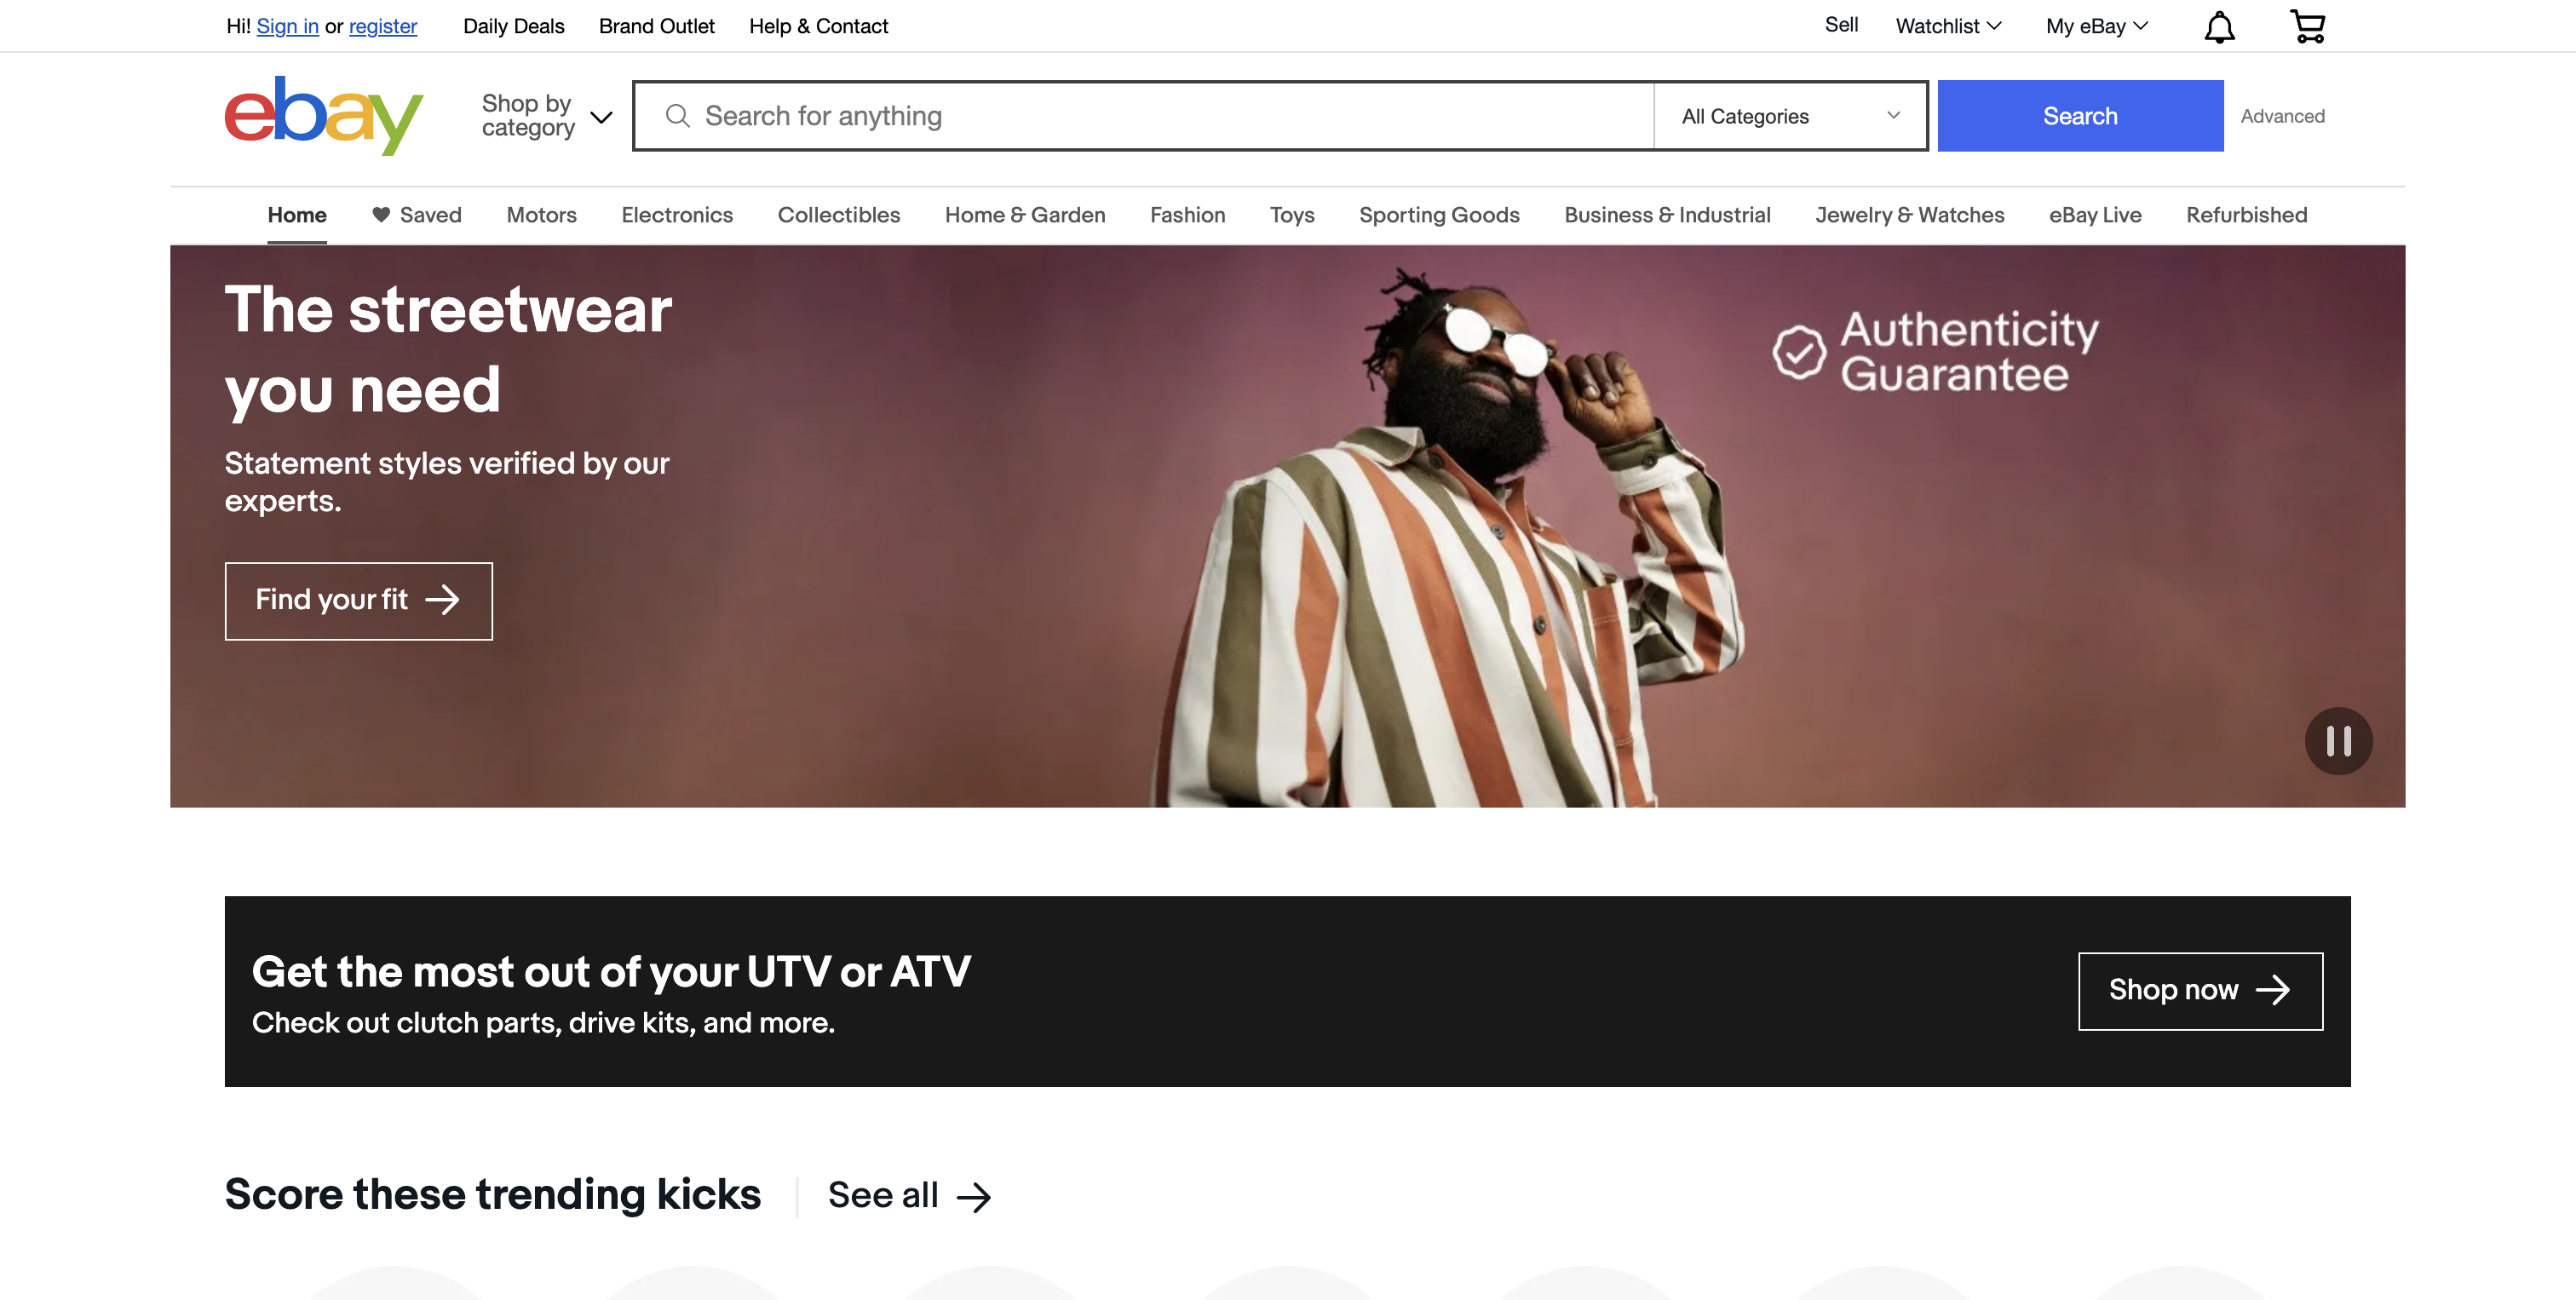 Hi! Sign in or register Daily Deals Brand Outlet Help & Contact Sell Watchlist My eBay
ebay
Shop by
category
Search for anything All Categories Search Advanced
Home Saved Motors Electronics Collectibles Home & Garden Fashion Toys Sporting Goods Business & Industrial Jewelry & Watches eBay Live Refurbished
The streetwear
you need
Statement styles verified by our
experts.
Find your fit
Authenticity
Guarantee
Get the most out of your UTV or ATV
Check out clutch parts, drive kits, and more.
Shop now
Score these trending kicks See all